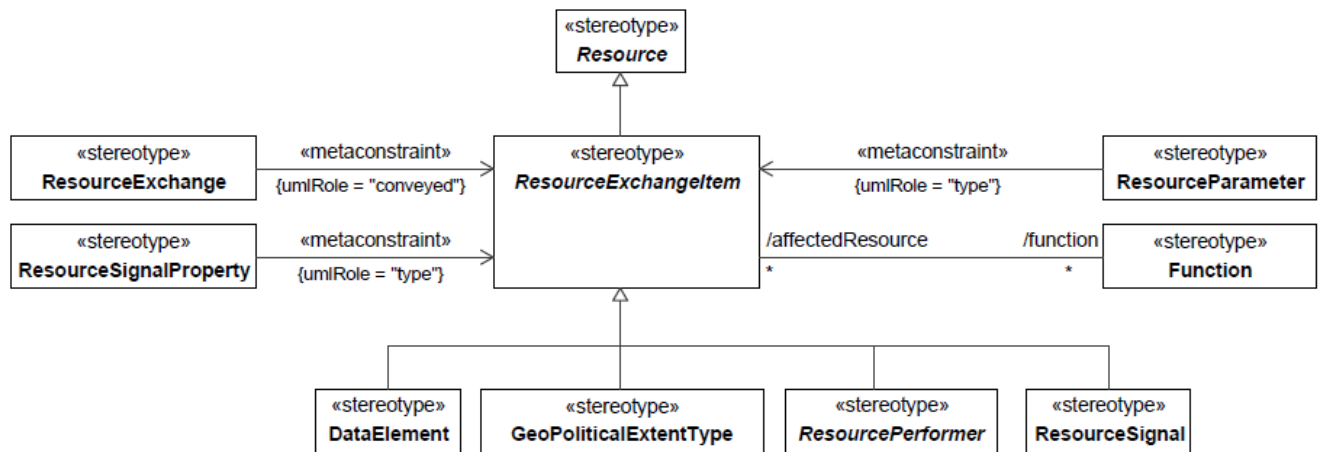 «stereotype»
Resource
«stereotype»
ResourceExchange
«metaconstraint»
{umlRole = "conveyed"}
«stereotype»
ResourceExchangeItem
«metaconstraint»
{umlRole = "type"}
«stereotype»
ResourceParameter
«stereotype»
ResourceSignalProperty
«metaconstraint»
{umlRole = "type"}
/affectedResource
*
/function
*
«stereotype»
Function
«stereotype»
DataElement
«stereotype»
GeoPoliticalExtentType
«stereotype»
ResourcePerformer
«stereotype»
ResourceSignal